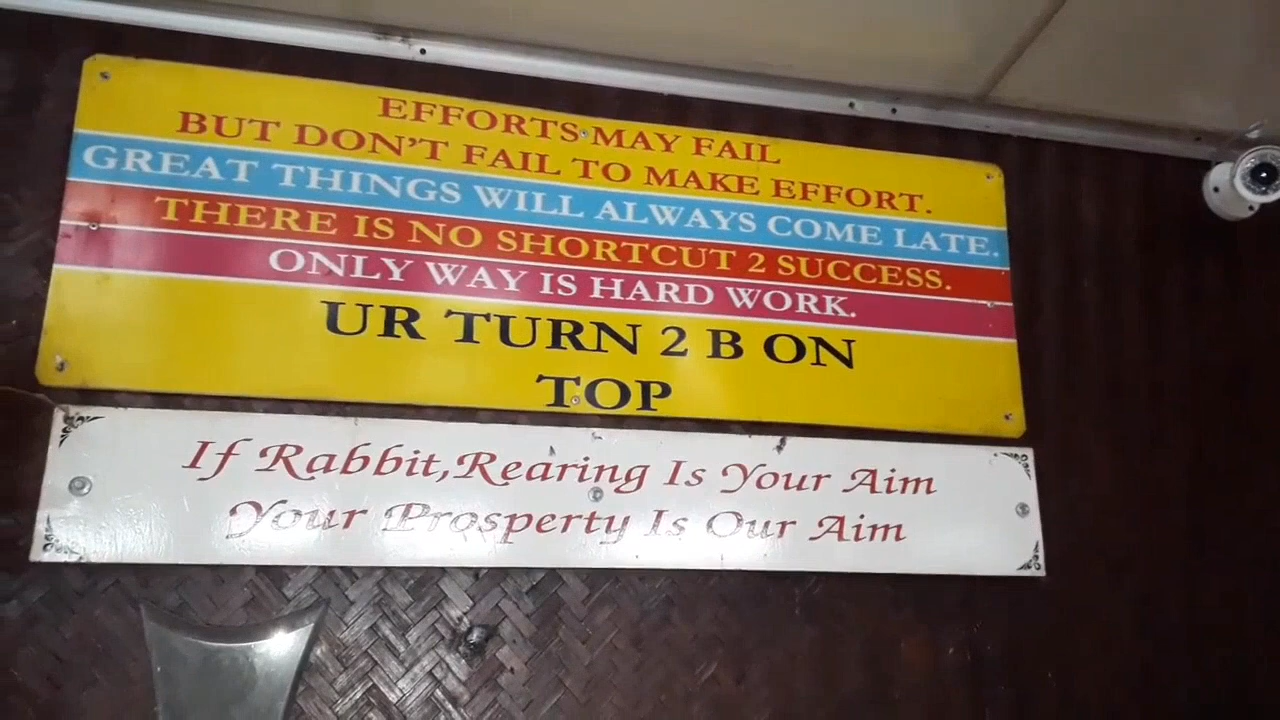 EFFORTS MAY FAIL
BUT DON'T FAIL TO MAKE EFFORT.
GREAT THINGS WILL ALWAYS COME LATE.
THERE IS NO SHORTCUT 2 SUCCESS.
ONLY WAY IS HARD WORK.
UR TURN 2 B ON
TOP
If Rabbit,Rearing Is Your Aim
Your Prosperty Is Our Aim